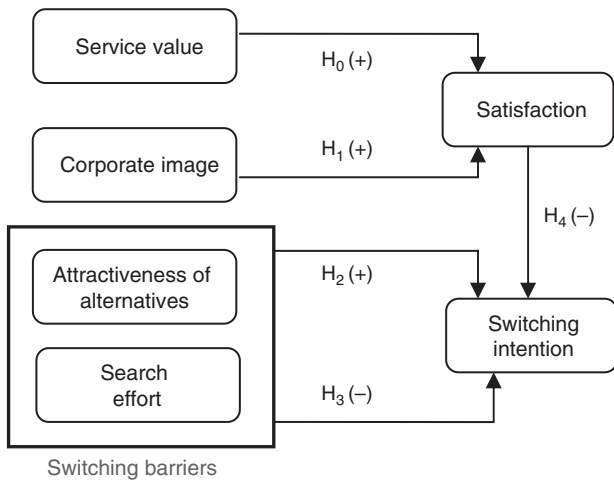 Service value
H₀ (+)
Satisfaction
Corporate image
H₁ (+)
H₄ (–)
Attractiveness of
alternatives
H₂ (+)
Switching
intention
Search
effort
H₃ (–)
Switching barriers